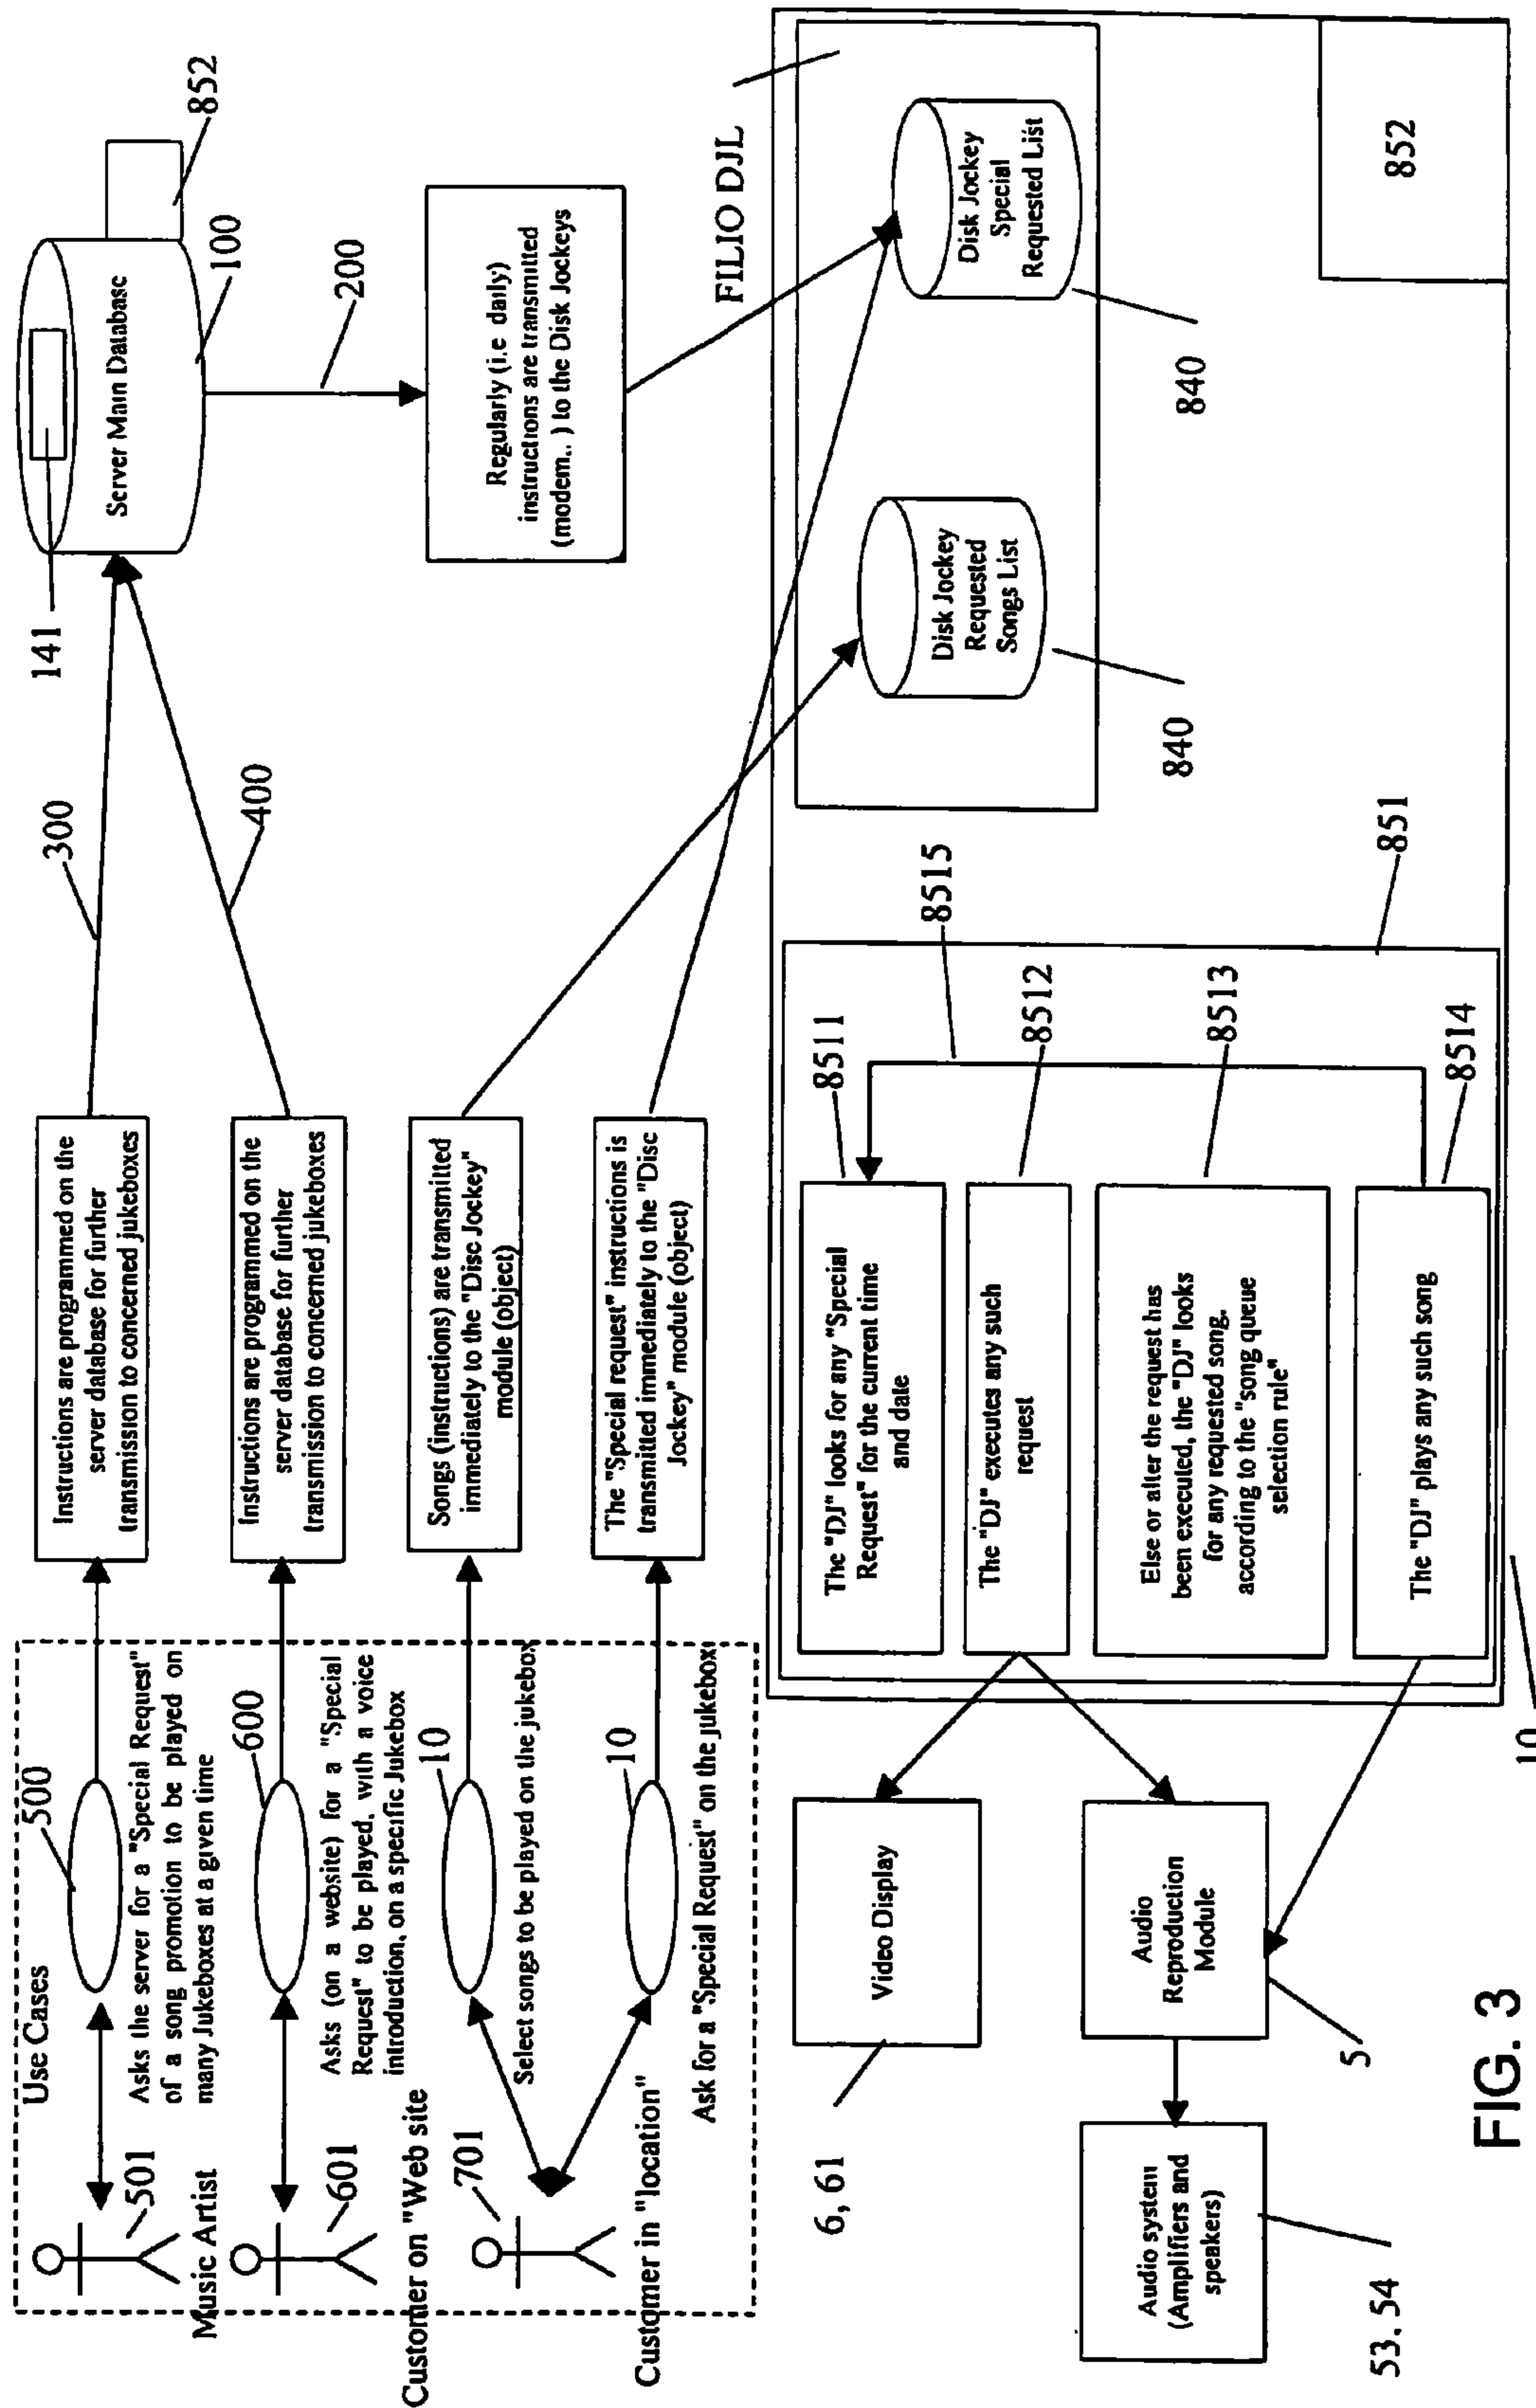 Use Cases
500
501
Music Artist
Asks the server for a "Special Request"
of a song promotion to be played on
many Jukeboxes at a given time
600
601
Customer on "Web site
Asks (on a website) for a "Special
Request" to be played, with a voice
introduction, on a specific Jukebox
701
Customer in "location"
10
Select songs to be played on the jukebox
10
Ask for a "Special Request" on the jukebox
Instructions are programmed on the
server database for further
transmission to concerned jukeboxes
300
Instructions are programmed on the
server database for further
transmission to concerned jukeboxes
400
Songs (instructions) are transmitted
immediately to the "Disc Jockey"
module (object)
The "Special request" instructions is
transmitted immediately to the "Disc
Jockey" module (object)
141
Server Main Database
852
100
200
Regularly (i.e daily)
instructions are transmitted
(modem.. ) to the Disk Jockeys
FILIO DJL
Disk Jockey
Requested
Songs List
840
Disk Jockey
Special
Requested List
840
852
851
8515
8511
The "DJ" looks for any "Special
Request" for the current time
and date
8512
The "DJ" executes any such
request
8513
Else or alter the request has
been executed, the "DJ" looks
for any requested song,
according to the "song queue
selection rule"
8514
The "DJ" plays any such song
10
Video Display
6, 61
Audio
Reproduction
Module
5
Audio system
(Amplifiers and
speakers)
53, 54
FIG. 3